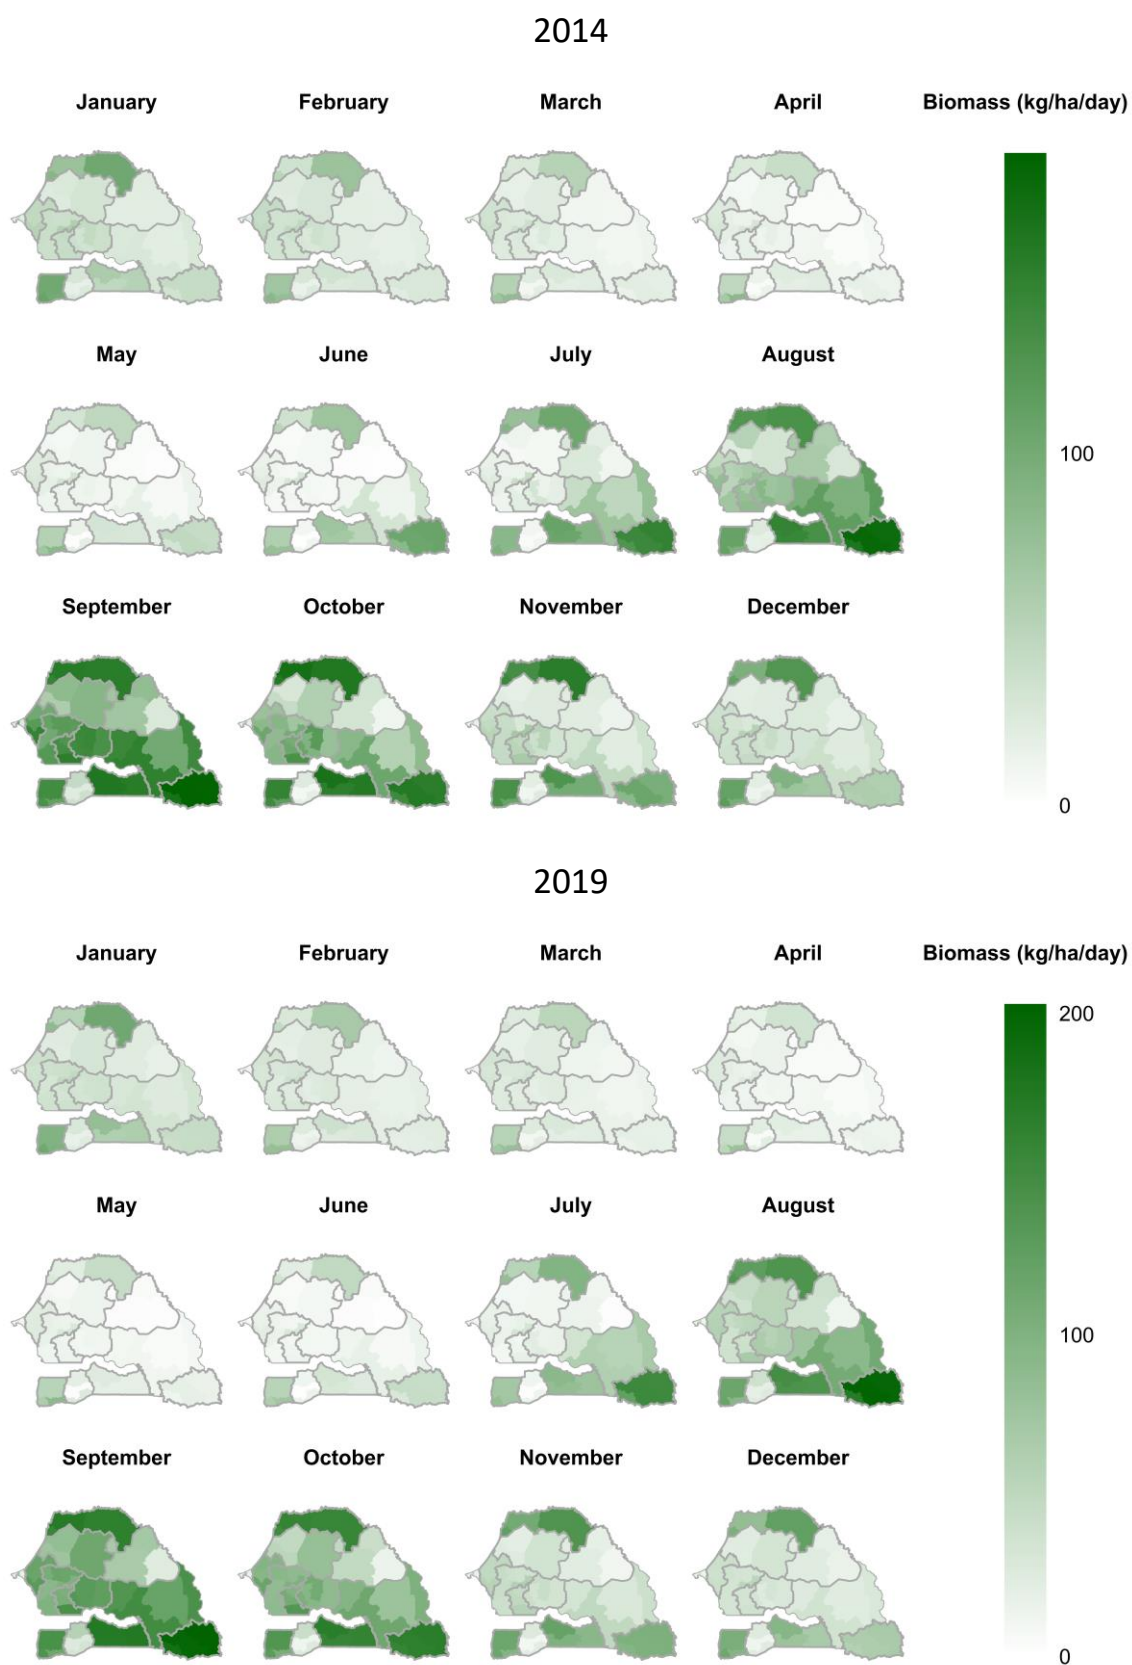 2014
January February March April Biomass (kg/ha/day)
May June July August
100
September October November December
0
2019
January February March April Biomass (kg/ha/day)
200
May June July August
100
September October November December
0